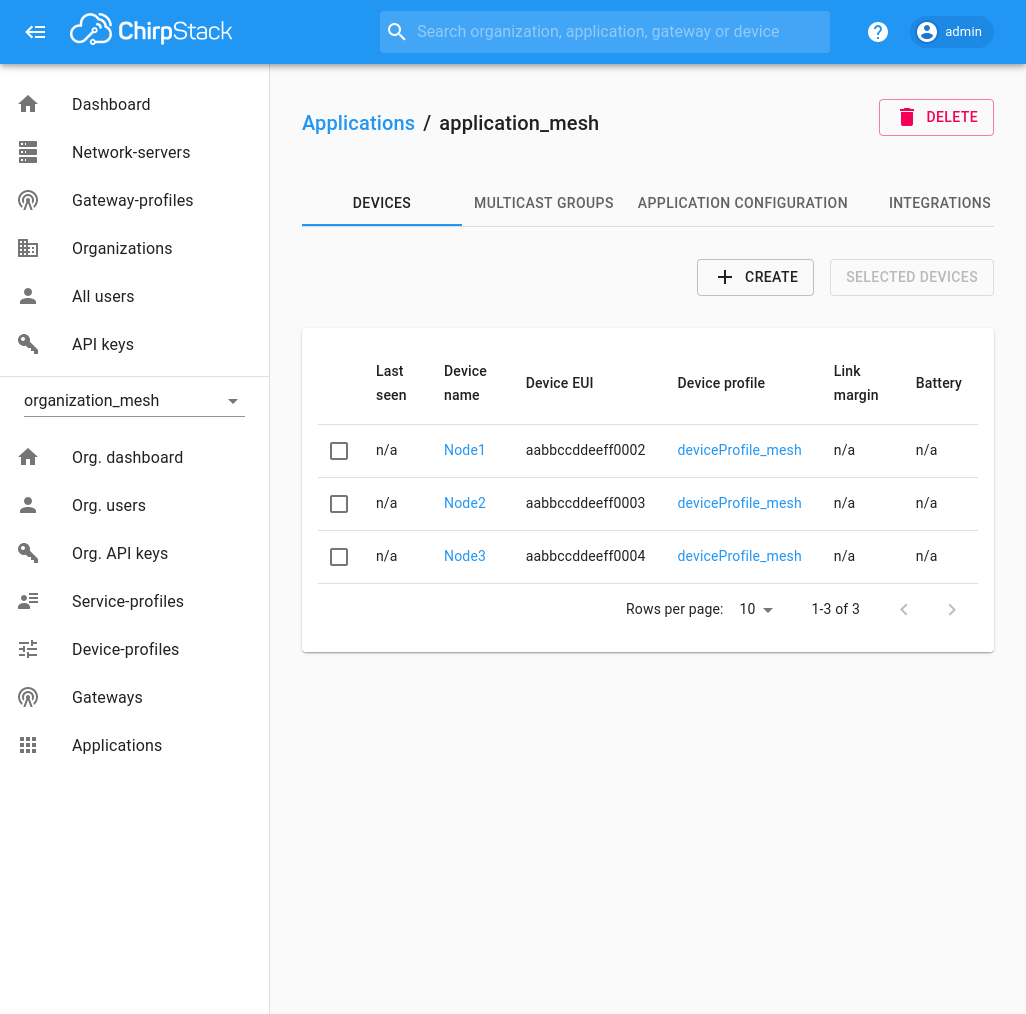 ChirpStack
Search organization, application, gateway or device
admin
Dashboard
Network-servers
Gateway-profiles
Organizations
All users
API keys
organization_mesh
Org. dashboard
Org. users
Org. API keys
Service-profiles
Device-profiles
Gateways
Applications
Applications / application_mesh
DELETE
DEVICES MULTICAST GROUPS APPLICATION CONFIGURATION INTEGRATIONS
CREATE SELECTED DEVICES
Last seen Device name Device EUI Device profile Link margin Battery
n/a Node1 aabbccddeeff0002 deviceProfile_mesh n/a n/a
n/a Node2 aabbccddeeff0003 deviceProfile_mesh n/a n/a
n/a Node3 aabbccddeeff0004 deviceProfile_mesh n/a n/a
Rows per page: 10 1-3 of 3